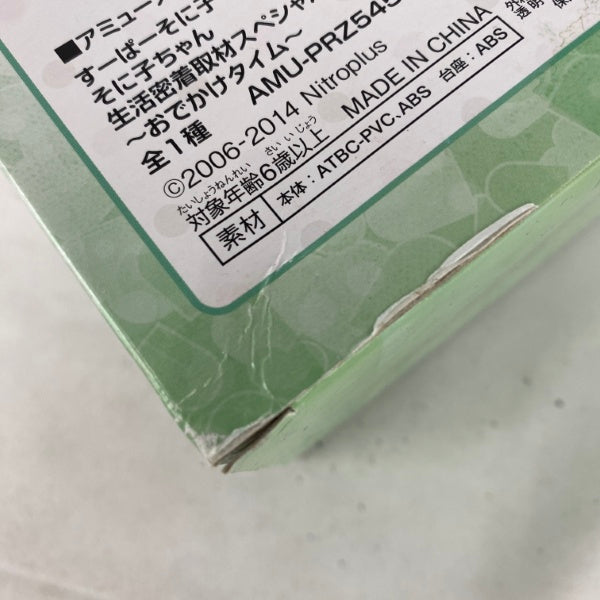 ■アミューズ
すーぱーそに子
そに子ちゃん
生活密着取材スペシャル
〜おでかけタイム〜
全1種 AMU-PRZ545
©2006-2014 Nitroplus
たいしょうねんれい さいいじょう
対象年齢6歳以上 MADE IN CHINA
素材 本体：ATBC-PVC、ABS 台座：ABS
透明
保